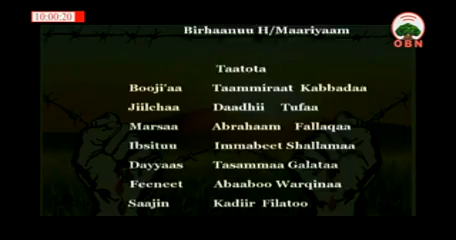 10:00:20
OBN
Birhaanuu H/Maariyaam
Taatota
Booji'aa Taammiraat Kabbadaa
Jiilchaa Daadhii Tufaa
Marsaa Abrahaam Fallaqaa
Ibsituu Immabeet Shallamaa
Dayyaas Tasammaa Galataa
Feeneet Abaaboo Warqinaa
Saajin Kadiir Filatoo